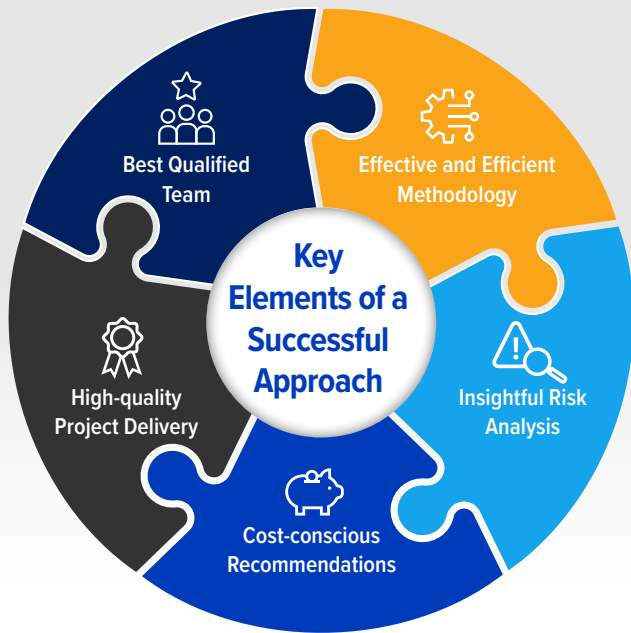 Best Qualified
Team
Effective and Efficient
Methodology
Key
Elements of a
Successful
Approach
High-quality
Project Delivery
Insightful Risk
Analysis
Cost-conscious
Recommendations